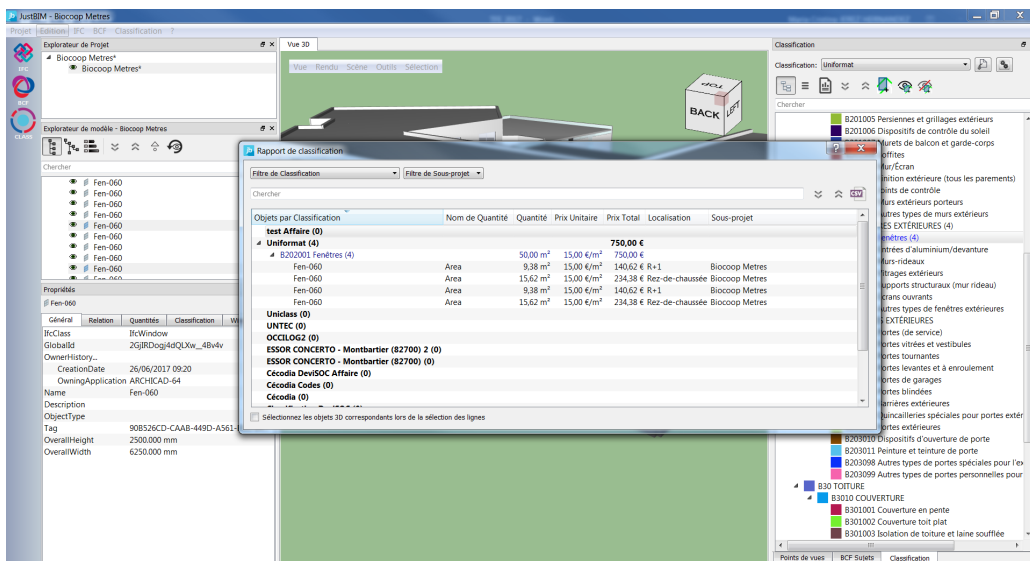 JustBIM - Biocoop Metres
Projet Edition IFC BCF Classification ?
IFC
BCF
CLASS
Explorateur de Projet
Biocoop Metres*
Biocoop Metres*
Explorateur de modèle - Biocoop Metres
Chercher
Fen-060
Fen-060
Fen-060
Fen-060
Fen-060
Fen-060
Fen-060
Fen-060
Fen-060
Fen-060
Propriétés
Fen-060
Général Relation Quantités Classification
IfcClass IfcWindow
GlobalId 2GjIRDogj4dQLXw_4Bv4v
OwnerHistory...
CreationDate 26/06/2017 09:20
OwningApplication ARCHICAD-64
Name Fen-060
Description
ObjectType
Tag 90B526CD-CAAB-449D-A561-
OverallHeight 2500.000 mm
OverallWidth 6250.000 mm
Vue 3D
Vue Rendu Scène Outils Sélection
TOP
BACK LEFT
Rapport de classification
Filtre de Classification Filtre de Sous-projet
Chercher
CSV
Objets par Classification Nom de Quantité Quantité Prix Unitaire Prix Total Localisation Sous-projet
test Affaire (0)
Uniformat (4) 750,00 €
B202001 Fenêtres (4) 50,00 m² 15,00 €/m² 750,00 €
Fen-060 Area 9,38 m² 15,00 €/m² 140,62 € R+1 Biocoop Metres
Fen-060 Area 15,62 m² 15,00 €/m² 234,38 € Rez-de-chaussée Biocoop Metres
Fen-060 Area 9,38 m² 15,00 €/m² 140,62 € R+1 Biocoop Metres
Fen-060 Area 15,62 m² 15,00 €/m² 234,38 € Rez-de-chaussée Biocoop Metres
Uniclass (0)
UNTEC (0)
OCCILOG2 (0)
ESSOR CONCERTO - Montbartier (82700) 2 (0)
ESSOR CONCERTO - Montbartier (82700) (0)
Cécodia DeviSOC Affaire (0)
Cécodia Codes (0)
Cécodia (0)
Sélectionnez les objets 3D correspondants lors de la sélection des lignes
Classification
Classification: Uniformat
Chercher
B201005 Persiennes et grillages extérieurs
B201006 Dispositifs de contrôle du soleil
urets de balcon et garde-corps
offites
ur/Écran
nition extérieure (tous les parements)
oints de contrôle
urs extérieurs porteurs
utres types de murs extérieurs
ES EXTÉRIEURES (4)
enêtres (4)
ntrées d'aluminium/devanture
urs-rideaux
itrages extérieurs
upports structuraux (mur rideau)
crans ouvrants
utres types de fenêtres extérieurs
EXTÉRIEURES
ortes (de service)
ortes vitrées et vestibules
ortes tournantes
ortes levantes et à enroulement
ortes de garages
ortes blindées
arrières extérieures
uincailleries spéciales pour portes extér
ortes extérieures
B203010 Dispositifs d'ouverture de porte
B203011 Peinture et teinture de porte
B203098 Autres types de portes spéciales pour l'ex
B203099 Autres types de portes personnelles pour
B30 TOITURE
B3010 COUVERTURE
B301001 Couverture en pente
B301002 Couverture toit plat
B301003 Isolation de toiture et laine soufflée
Points de vues BCF Sujets Classification